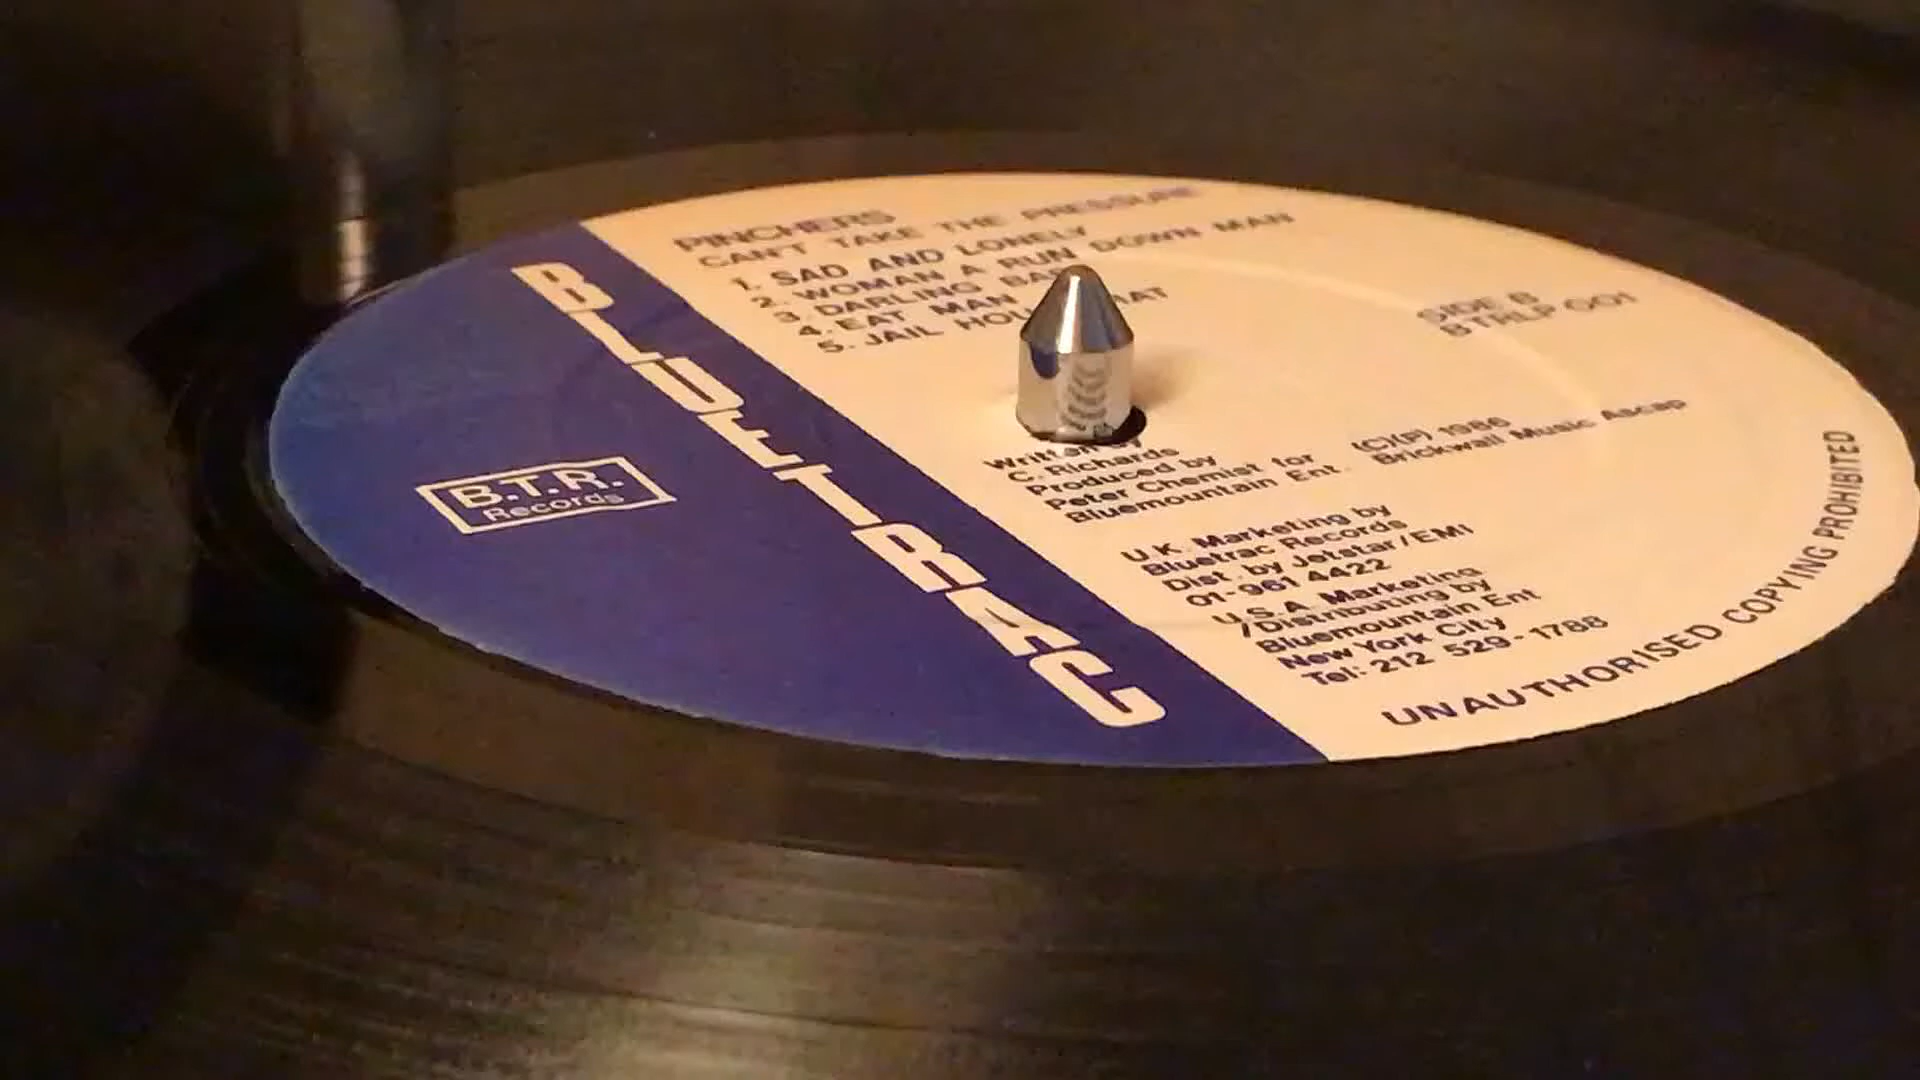 PINCHERS
CAN'T TAKE THE PRESSURE
1. SAD AND LONELY
2. WOMAN A RUN DOWN MAN
3. DARLING
4. EAT MAN
5. JAIL
SIDE B
BTRLP 001
BLUETRAC
B.T.R.
Records
Written by
C. Richards
Produced by
Peter Chemist for
Bluemountain Ent.
(C)(P) 1986
Brickwall Music Ascap
U.K. Marketing by
Bluetrac Records
Dist. by Jetstar/EMI
01-961 4422
U.S.A. Marketing
/Distributing by
Bluemountain Ent
New York City
Tel: 212 529-1788
UNAUTHORISED COPYING PROHIBITED